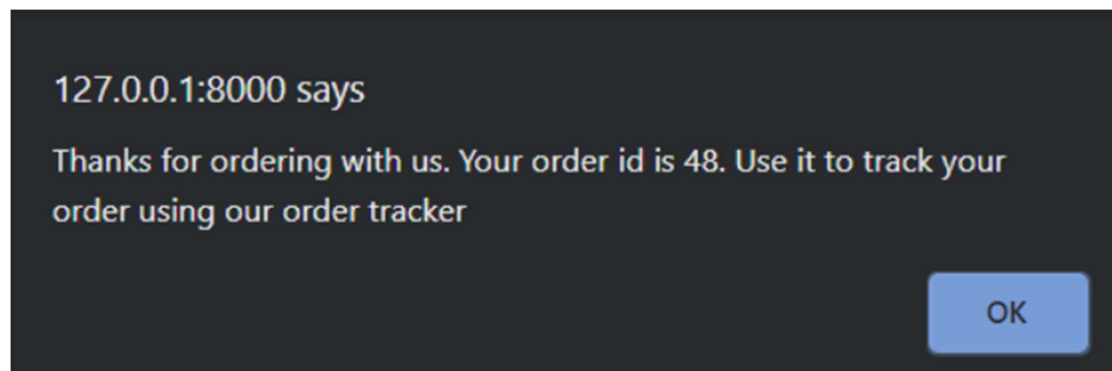 127.0.0.1:8000 says
Thanks for ordering with us. Your order id is 48. Use it to track your
order using our order tracker
OK